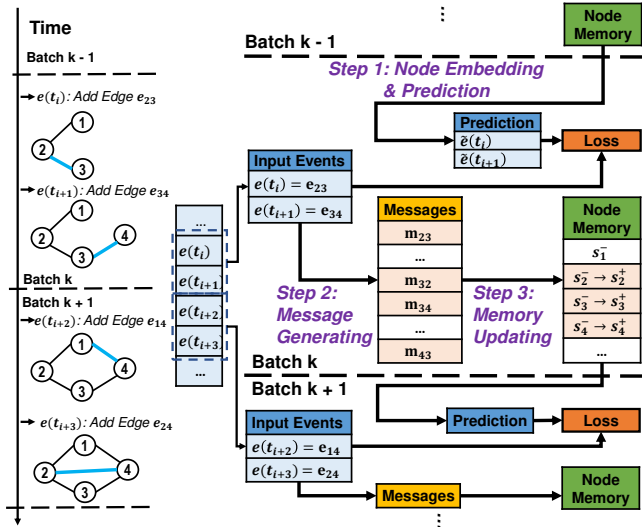 Time
Batch k - 1
e(t_i): Add Edge e_23
1
2
3
e(t_{i+1}): Add Edge e_34
1
2
4
3
Batch k
Batch k + 1
e(t_{i+2}): Add Edge e_14
1
2
4
3
e(t_{i+3}): Add Edge e_24
1
2
4
3
...
e(t_i)
e(t_{i+1})
e(t_{i+2})
e(t_{i+3})
...
...
Node
Memory
Batch k - 1
Step 1: Node Embedding
& Prediction
Prediction
ẽ(t_i)
ẽ(t_{i+1})
Loss
Input Events
e(t_i) = e_23
e(t_{i+1}) = e_34
Messages
m_23
...
m_32
m_34
...
m_43
Node
Memory
s_1^-
s_2^- → s_2^+
s_3^- → s_3^+
s_4^- → s_4^+
...
Step 2:
Message
Generating
Step 3:
Memory
Updating
Batch k
Batch k + 1
Prediction
Loss
Input Events
e(t_{i+2}) = e_14
e(t_{i+3}) = e_24
Messages
Node
Memory
...